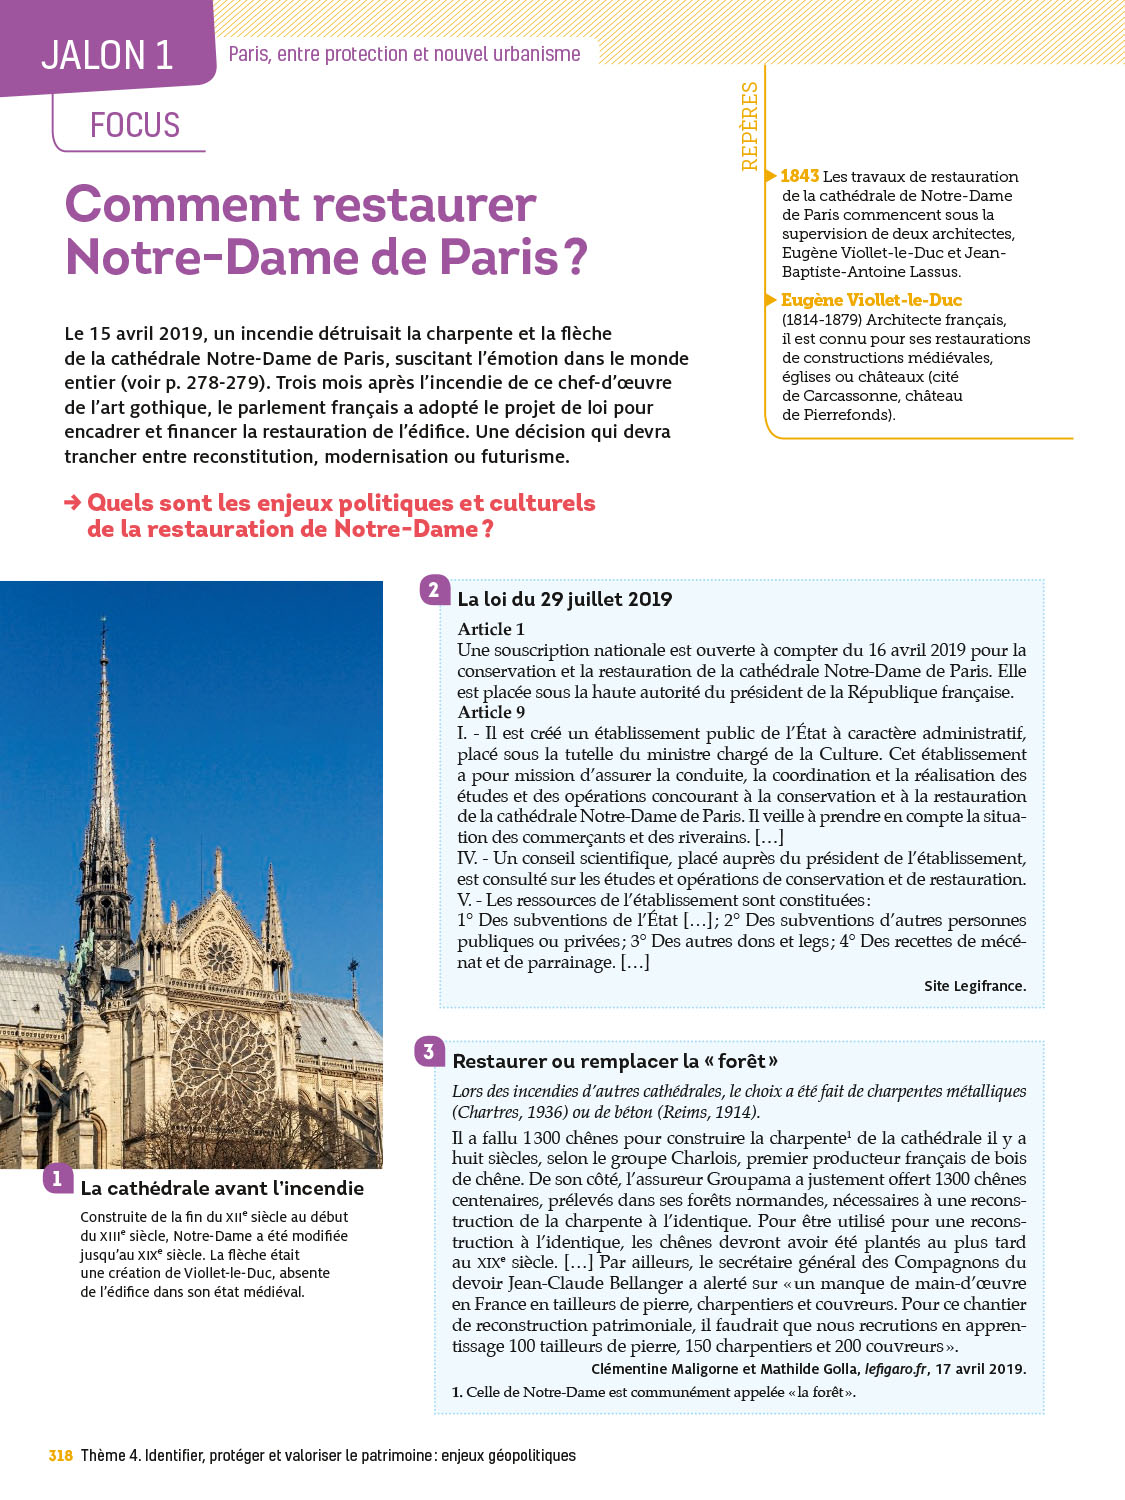 JALON 1
Paris, entre protection et nouvel urbanisme
FOCUS
Comment restaurer
Notre-Dame de Paris ?
Le 15 avril 2019, un incendie détruisait la charpente et la flèche
de la cathédrale Notre-Dame de Paris, suscitant l’émotion dans le monde
entier (voir p. 278-279). Trois mois après l’incendie de ce chef-d’œuvre
de l’art gothique, le parlement français a adopté le projet de loi pour
encadrer et financer la restauration de l’édifice. Une décision qui devra
trancher entre reconstitution, modernisation ou futurisme.
→ Quels sont les enjeux politiques et culturels
de la restauration de Notre-Dame ?
REPÈRES
1843 Les travaux de restauration
de la cathédrale de Notre-Dame
de Paris commencent sous la
supervision de deux architectes,
Eugène Viollet-le-Duc et Jean-
Baptiste-Antoine Lassus.
Eugène Viollet-le-Duc
(1814-1879) Architecte français,
il est connu pour ses restaurations
de constructions médiévales,
églises ou châteaux (cité
de Carcassonne, château
de Pierrefonds).
1
La cathédrale avant l’incendie
Construite de la fin du XIIe siècle au début
du XIIIe siècle, Notre-Dame a été modifiée
jusqu’au XIXe siècle. La flèche était
une création de Viollet-le-Duc, absente
de l’édifice dans son état médiéval.
2
La loi du 29 juillet 2019
Article 1
Une souscription nationale est ouverte à compter du 16 avril 2019 pour la
conservation et la restauration de la cathédrale Notre-Dame de Paris. Elle
est placée sous la haute autorité du président de la République française.
Article 9
I. - Il est créé un établissement public de l’État à caractère administratif,
placé sous la tutelle du ministre chargé de la Culture. Cet établissement
a pour mission d’assurer la conduite, la coordination et la réalisation des
études et des opérations concourant à la conservation et à la restauration
de la cathédrale Notre-Dame de Paris. Il veille à prendre en compte la situa-
tion des commerçants et des riverains. […]
IV. - Un conseil scientifique, placé auprès du président de l’établissement,
est consulté sur les études et opérations de conservation et de restauration.
V. - Les ressources de l’établissement sont constituées :
1° Des subventions de l’État […] ; 2° Des subventions d’autres personnes
publiques ou privées ; 3° Des autres dons et legs ; 4° Des recettes de mécé-
nat et de parrainage. […]
Site Legifrance.
3
Restaurer ou remplacer la « forêt »
Lors des incendies d’autres cathédrales, le choix a été fait de charpentes métalliques
(Chartres, 1936) ou de béton (Reims, 1914).
Il a fallu 1 300 chênes pour construire la charpente1 de la cathédrale il y a
huit siècles, selon le groupe Charlois, premier producteur français de bois
de chêne. De son côté, l’assureur Groupama a justement offert 1300 chênes
centenaires, prélevés dans ses forêts normandes, nécessaires à une recons-
truction de la charpente à l’identique. Pour être utilisé pour une recons-
truction à l’identique, les chênes devront avoir été plantés au plus tard
au XIXe siècle. […] Par ailleurs, le secrétaire général des Compagnons du
devoir Jean-Claude Bellanger a alerté sur « un manque de main-d’œuvre
en France en tailleurs de pierre, charpentiers et couvreurs. Pour ce chantier
de reconstruction patrimoniale, il faudrait que nous recrutions en appren-
tissage 100 tailleurs de pierre, 150 charpentiers et 200 couvreurs ».
Clémentine Maligorne et Mathilde Golla, lefigaro.fr, 17 avril 2019.
1. Celle de Notre-Dame est communément appelée « la forêt ».
318 Thème 4. Identifier, protéger et valoriser le patrimoine : enjeux géopolitiques